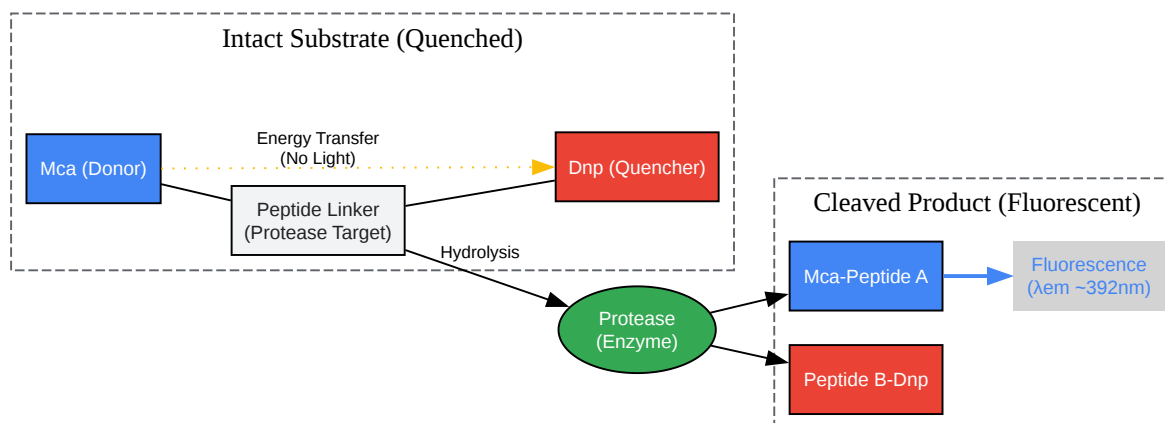 Intact Substrate (Quenched)
Energy Transfer
(No Light)
Mca (Donor)
Dnp (Quencher)
Peptide Linker
(Protease Target)
Hydrolysis
Protease
(Enzyme)
Cleaved Product (Fluorescent)
Mca-Peptide A
Fluorescence
(λem ~392nm)
Peptide B-Dnp